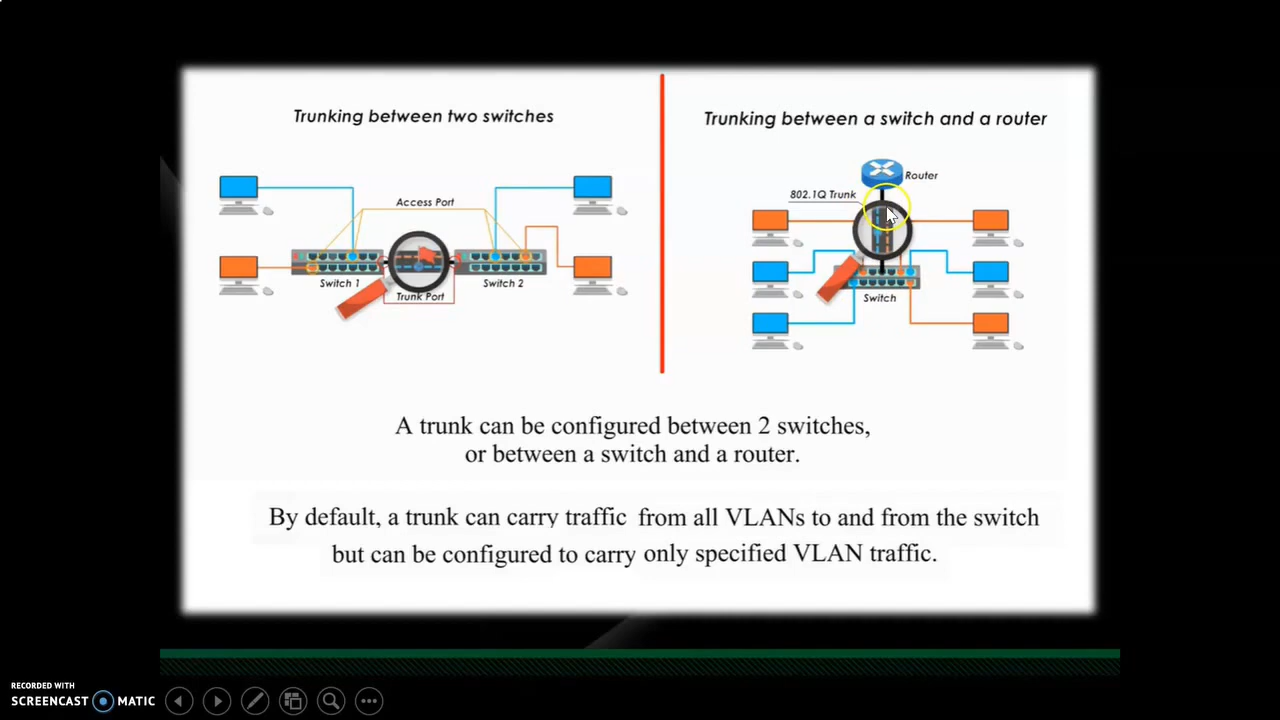 Trunking between two switches
Access Port
Switch 1
Switch 2
Trunk Port
Trunking between a switch and a router
Router
802.1Q Trunk
Switch
A trunk can be configured between 2 switches,
or between a switch and a router.
By default, a trunk can carry traffic from all VLANs to and from the switch
but can be configured to carry only specified VLAN traffic.
RECORDED WITH
SCREENCAST MATIC